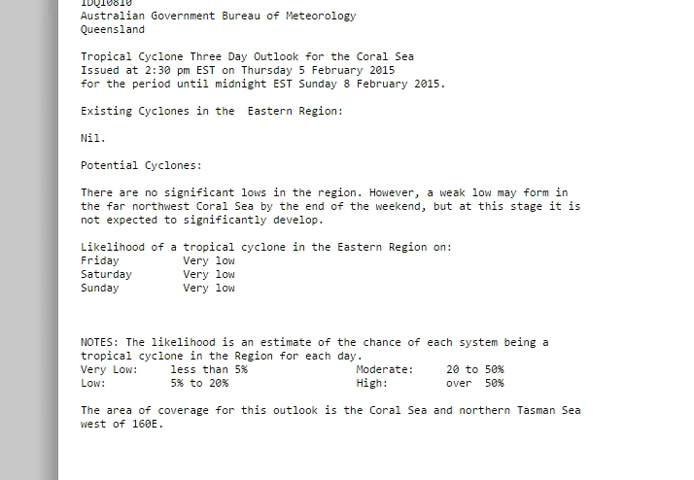 IDQ10810
Australian Government Bureau of Meteorology
Queensland
Tropical Cyclone Three Day Outlook for the Coral Sea
Issued at 2:30 pm EST on Thursday 5 February 2015
for the period until midnight EST Sunday 8 February 2015.
Existing Cyclones in the  Eastern Region:
Nil.
Potential Cyclones:
There are no significant lows in the region. However, a weak low may form in
the far northwest Coral Sea by the end of the weekend, but at this stage it is
not expected to significantly develop.
Likelihood of a tropical cyclone in the Eastern Region on:
Friday Very low
Saturday Very low
Sunday Very low
NOTES: The likelihood is an estimate of the chance of each system being a
tropical cyclone in the Region for each day.
Very Low: less than 5% Moderate: 20 to 50%
Low: 5% to 20% High: over  50%
The area of coverage for this outlook is the Coral Sea and northern Tasman Sea
west of 160E.